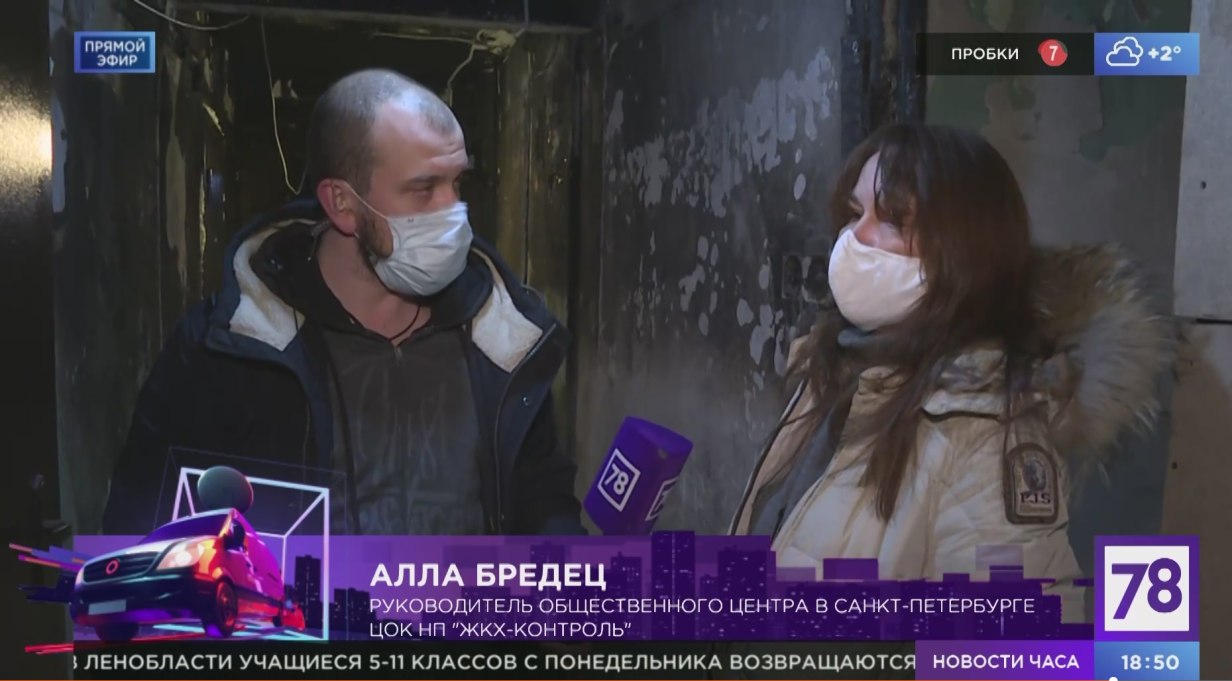 ПРЯМОЙ
ЭФИР
ПРОБКИ 7 +2°
78
PJS
АЛЛА БРЕДЕЦ
РУКОВОДИТЕЛЬ ОБЩЕСТВЕННОГО ЦЕНТРА В САНКТ-ПЕТЕРБУРГЕ
ЦОК НП "ЖКХ-КОНТРОЛЬ"
78
В ЛЕНОБЛАСТИ УЧАЩИЕСЯ 5-11 КЛАССОВ С ПОНЕДЕЛЬНИКА ВОЗВРАЩАЮТСЯ
НОВОСТИ ЧАСА 18:50